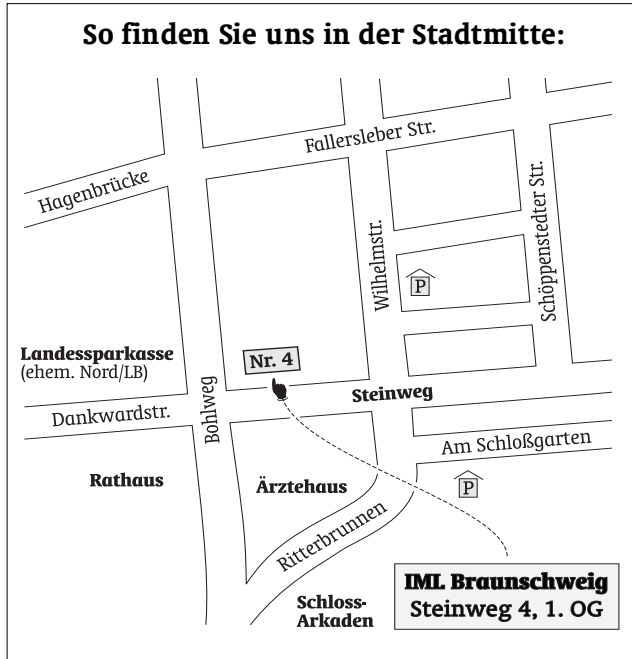 So finden Sie uns in der Stadtmitte:
Fallersleber Str.
Hagenbrücke
Schöppenstedter Str.
Wilhelmstr.
P
Landessparkasse
(ehem. Nord/LB)
Nr. 4
Bohlweg
Steinweg
Dankwardstr.
Am Schloßgarten
Rathaus
Ärztehaus
P
Ritterbrunnen
IML Braunschweig
Steinweg 4, 1. OG
Schloss-
Arkaden